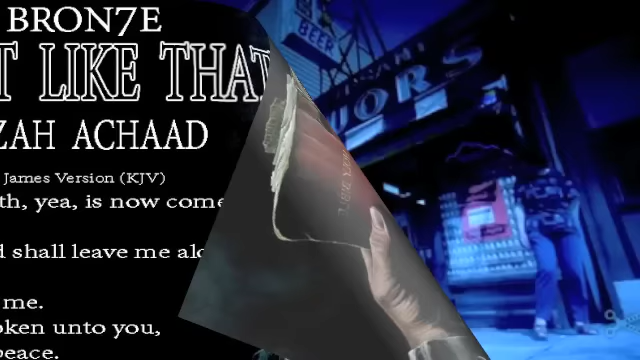 BRON7E
T LIKE THAT
ZAH ACHAAD
James Version (KJV)
th, yea, is now come
d shall leave me alo
me.
oken unto you,
peace.
BEER
UORS